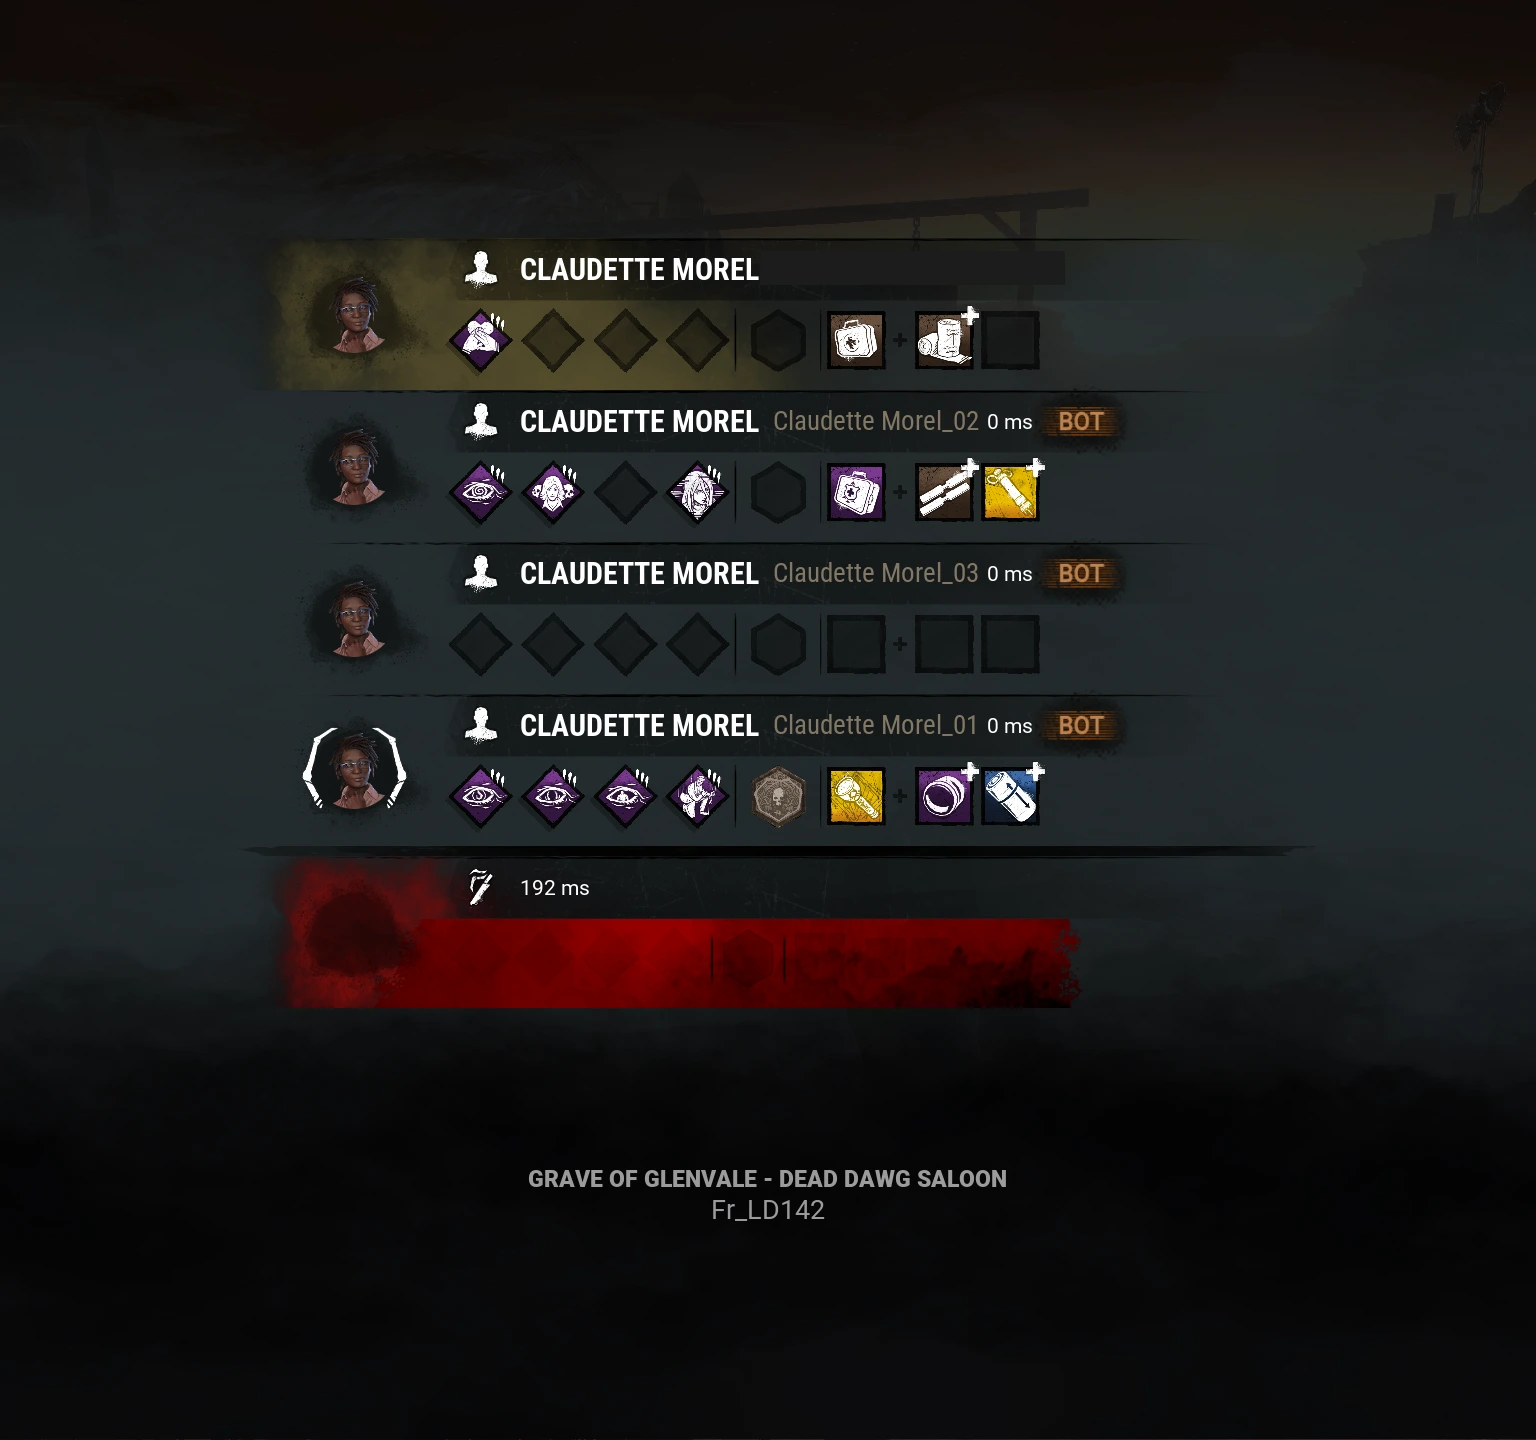 CLAUDETTE MOREL
CLAUDETTE MOREL Claudette Morel_02 0 ms BOT
CLAUDETTE MOREL Claudette Morel_03 0 ms BOT
CLAUDETTE MOREL Claudette Morel_01 0 ms BOT
192 ms
GRAVE OF GLENVALE - DEAD DAWG SALOON
Fr_LD142